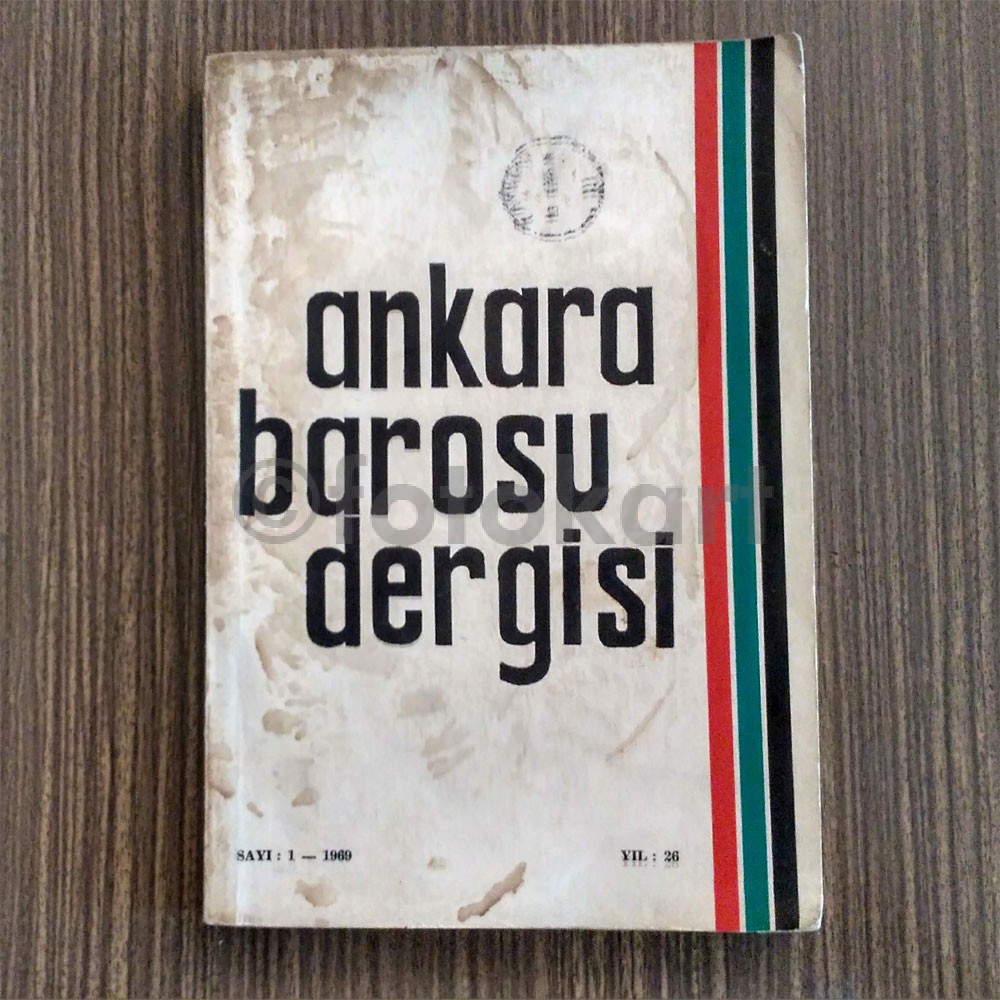 ankara
barosu
©fotokart
dergisi
SAYI : 1 — 1969
YIL : 26